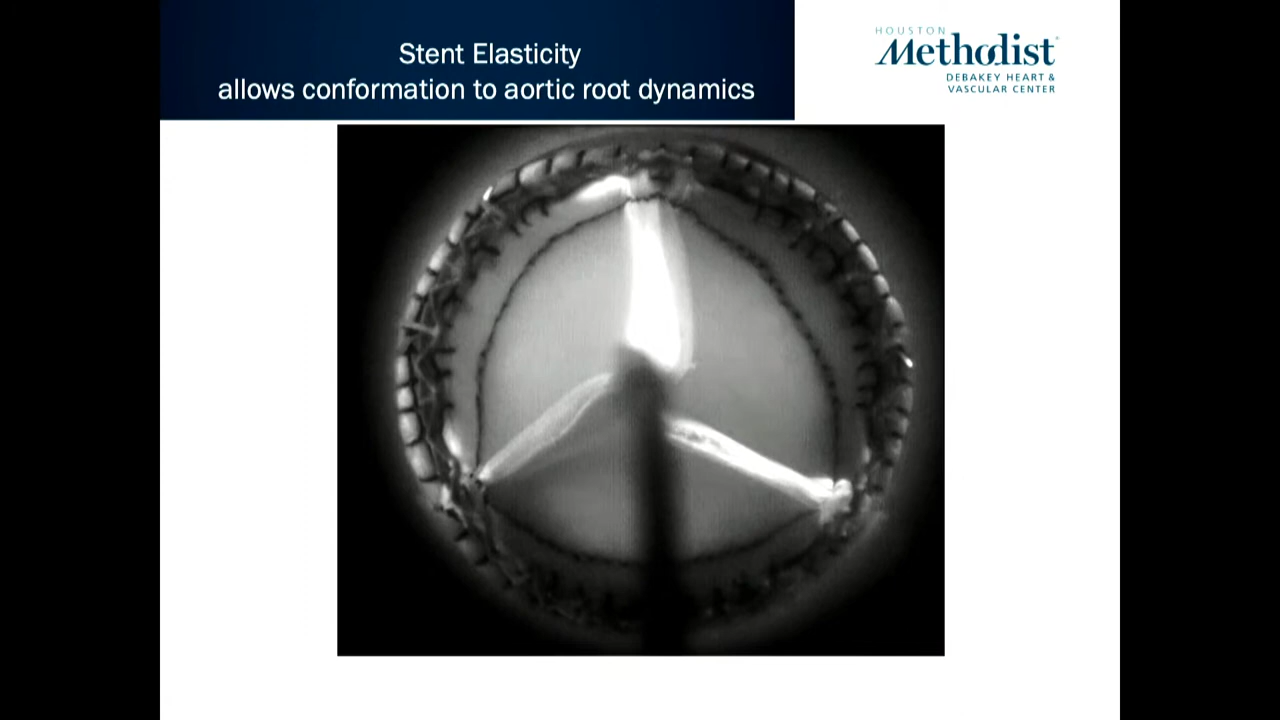 Stent Elasticity
allows conformation to aortic root dynamics
HOUSTON
Methodist
DEBAKEY HEART &
VASCULAR CENTER